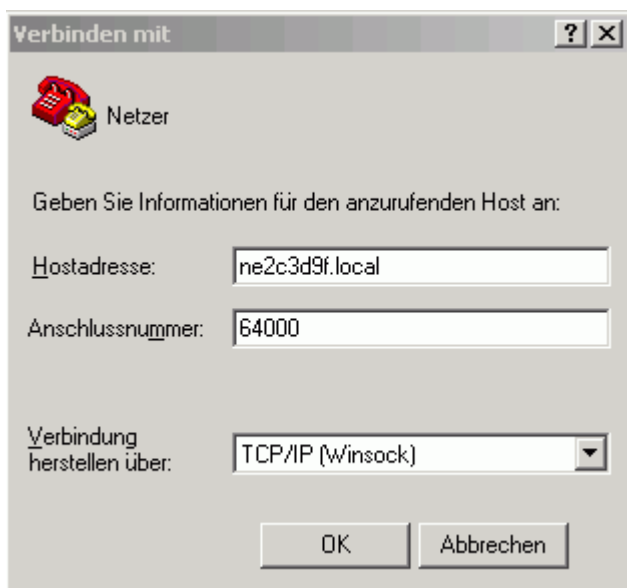 Verbinden mit
Netzer
Geben Sie Informationen für den anzurufenden Host an:
Hostadresse: ne2c3d9f.local
Anschlussnummer: 64000
Verbindung
herstellen über: TCP/IP (Winsock)
OK Abbrechen